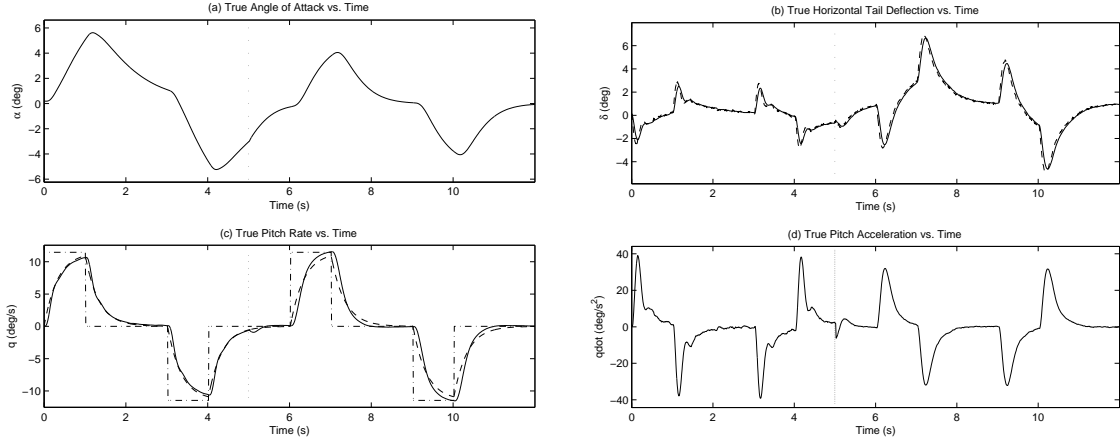 (a) True Angle of Attack vs. Time
6
4
2
0
−2
−4
−6
α (deg)
0 2 4 6 8 10
Time (s)
(b) True Horizontal Tail Deflection vs. Time
6
4
2
0
−2
−4
δ (deg)
0 2 4 6 8 10
Time (s)
(c) True Pitch Rate vs. Time
10
5
0
−5
−10
q (deg/s)
0 2 4 6 8 10
Time (s)
(d) True Pitch Acceleration vs. Time
40
20
0
−20
−40
qdot (deg/s²)
0 2 4 6 8 10
Time (s)